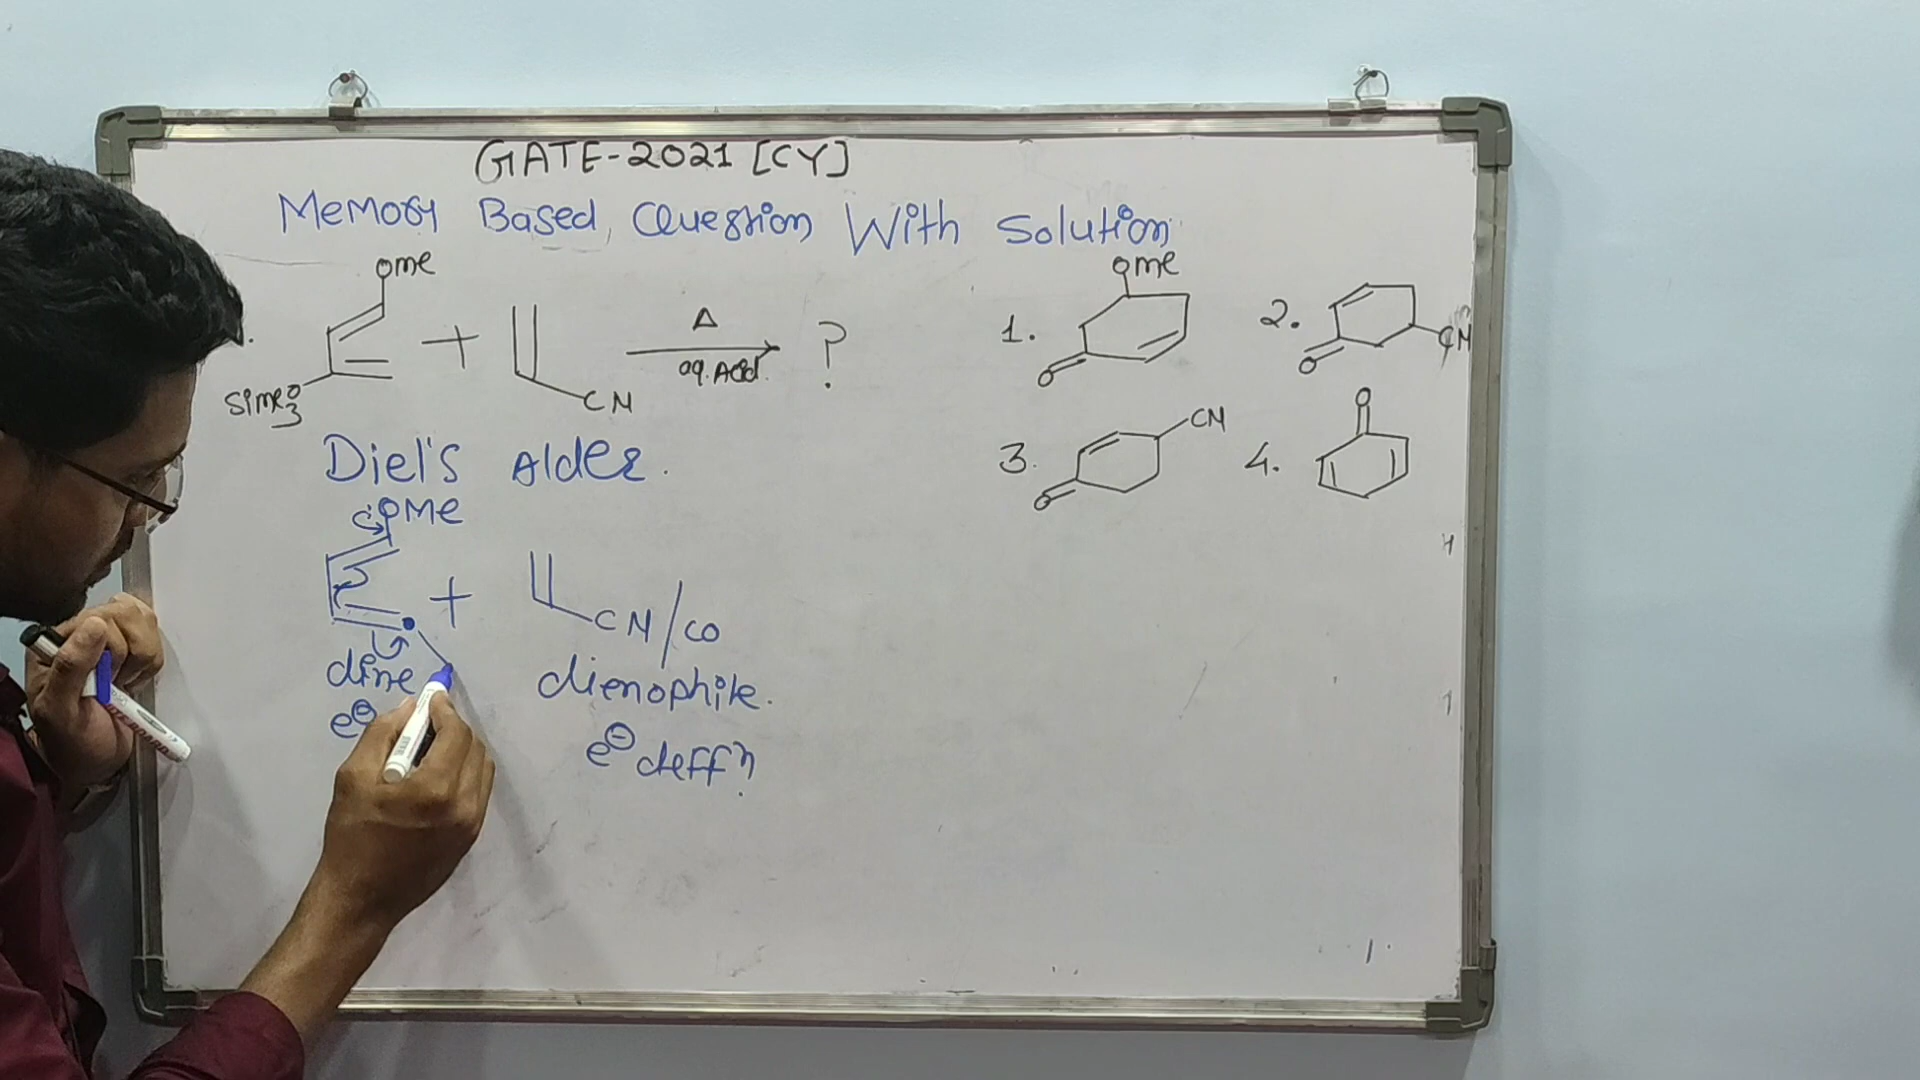 GATE-2021 [CY]
Memory Based Question With Solution
OMe
SiMe3O
+
CN
Δ
aq. Acid.
?
1.
OMe
O
2.
O
CN
3.
O
CN
4.
O
Diel's Alder.
OMe
+
CN/CO
dine
dienophile.
e⊖
e⊖ deffn